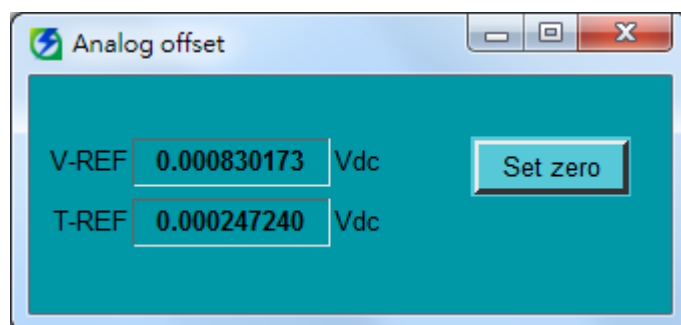 Analog offset
V-REF 0.000830173 Vdc Set zero
T-REF 0.000247240 Vdc